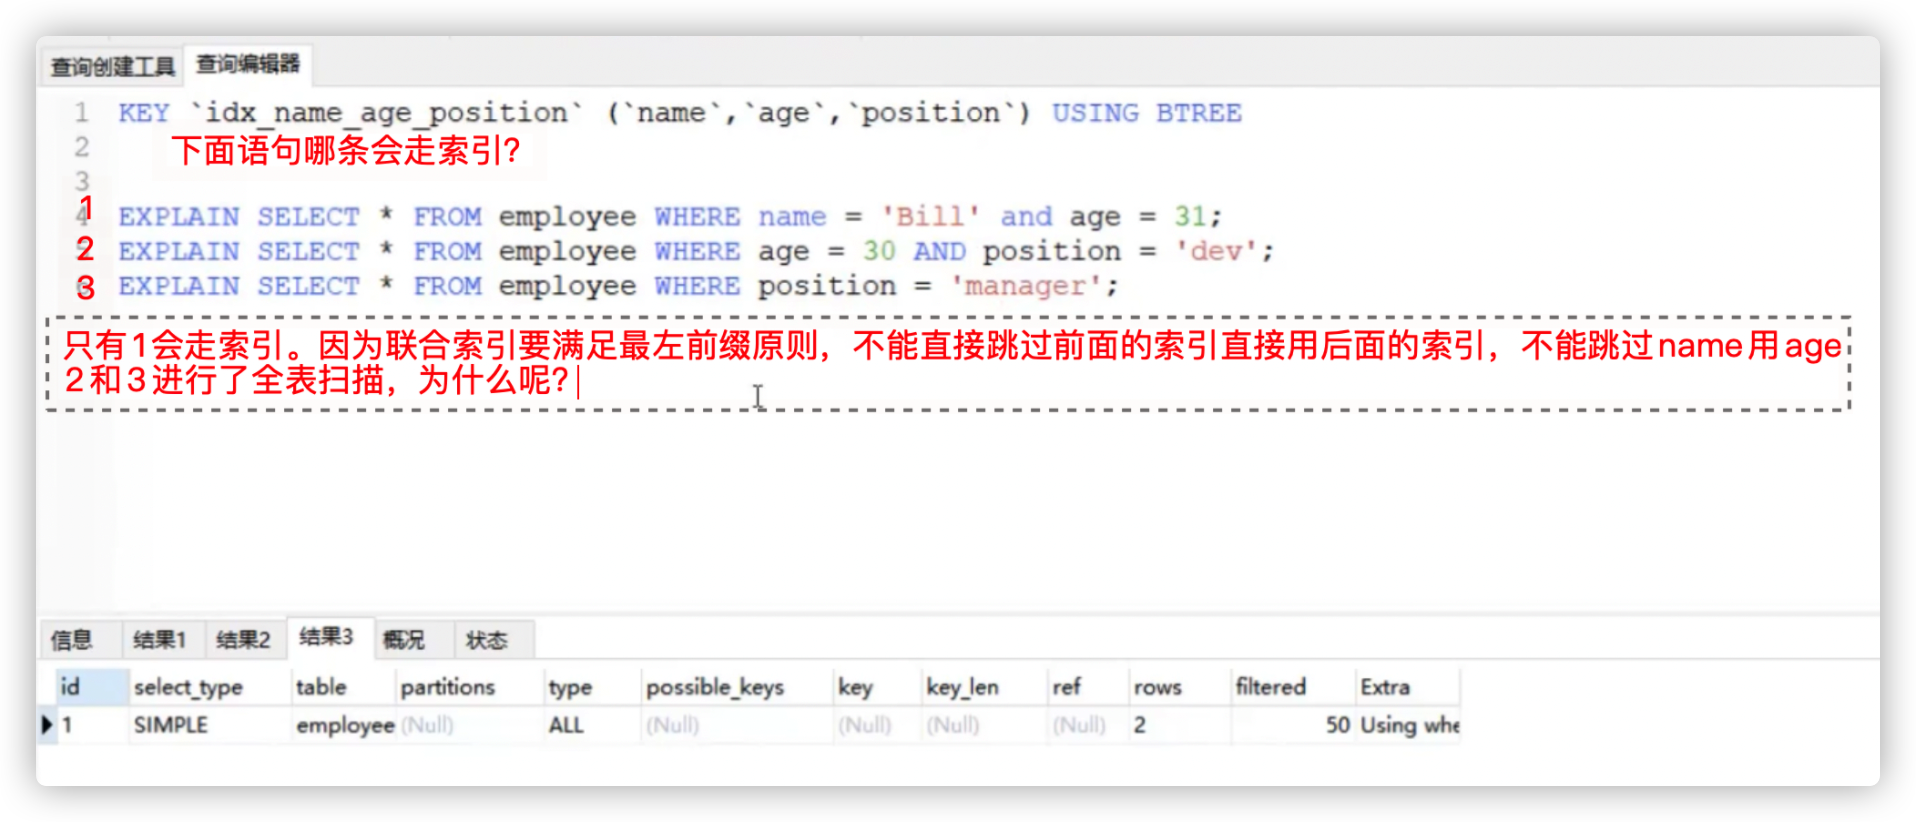 查询创建工具 查询编辑器
1 KEY `idx_name_age_position` (`name`,`age`,`position`) USING BTREE
2 下面语句哪条会走索引？
3
1 EXPLAIN SELECT * FROM employee WHERE name = 'Bill' and age = 31;
2 EXPLAIN SELECT * FROM employee WHERE age = 30 AND position = 'dev';
3 EXPLAIN SELECT * FROM employee WHERE position = 'manager';
只有1会走索引。因为联合索引要满足最左前缀原则，不能直接跳过前面的索引直接用后面的索引，不能跳过name用age
2和3进行了全表扫描，为什么呢？
信息 结果1 结果2 结果3 概况 状态
id select_type table partitions type possible_keys key key_len ref rows filtered Extra
1 SIMPLE employee (Null) ALL (Null) (Null) (Null) (Null) 2 50 Using whe